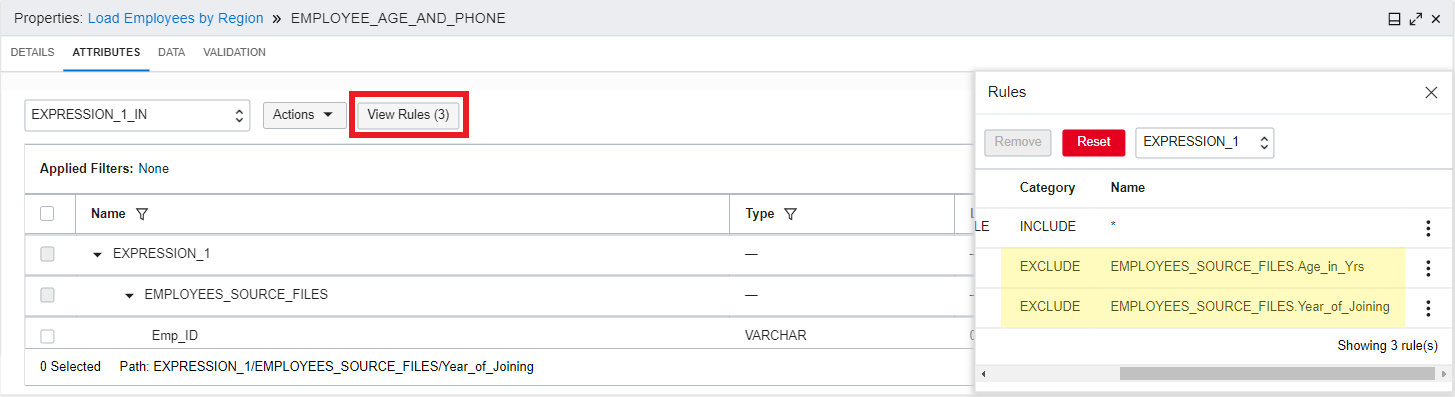 Properties: Load Employees by Region » EMPLOYEE_AGE_AND_PHONE
DETAILS ATTRIBUTES DATA VALIDATION
EXPRESSION_1_IN Actions View Rules (3)
Applied Filters: None
Name Type
EXPRESSION_1 —
EMPLOYEES_SOURCE_FILES —
Emp_ID VARCHAR
0 Selected Path: EXPRESSION_1/EMPLOYEES_SOURCE_FILES/Year_of_Joining
Rules
Remove Reset EXPRESSION_1
Category Name
LE INCLUDE *
EXCLUDE EMPLOYEES_SOURCE_FILES.Age_in_Yrs
EXCLUDE EMPLOYEES_SOURCE_FILES.Year_of_Joining
Showing 3 rule(s)